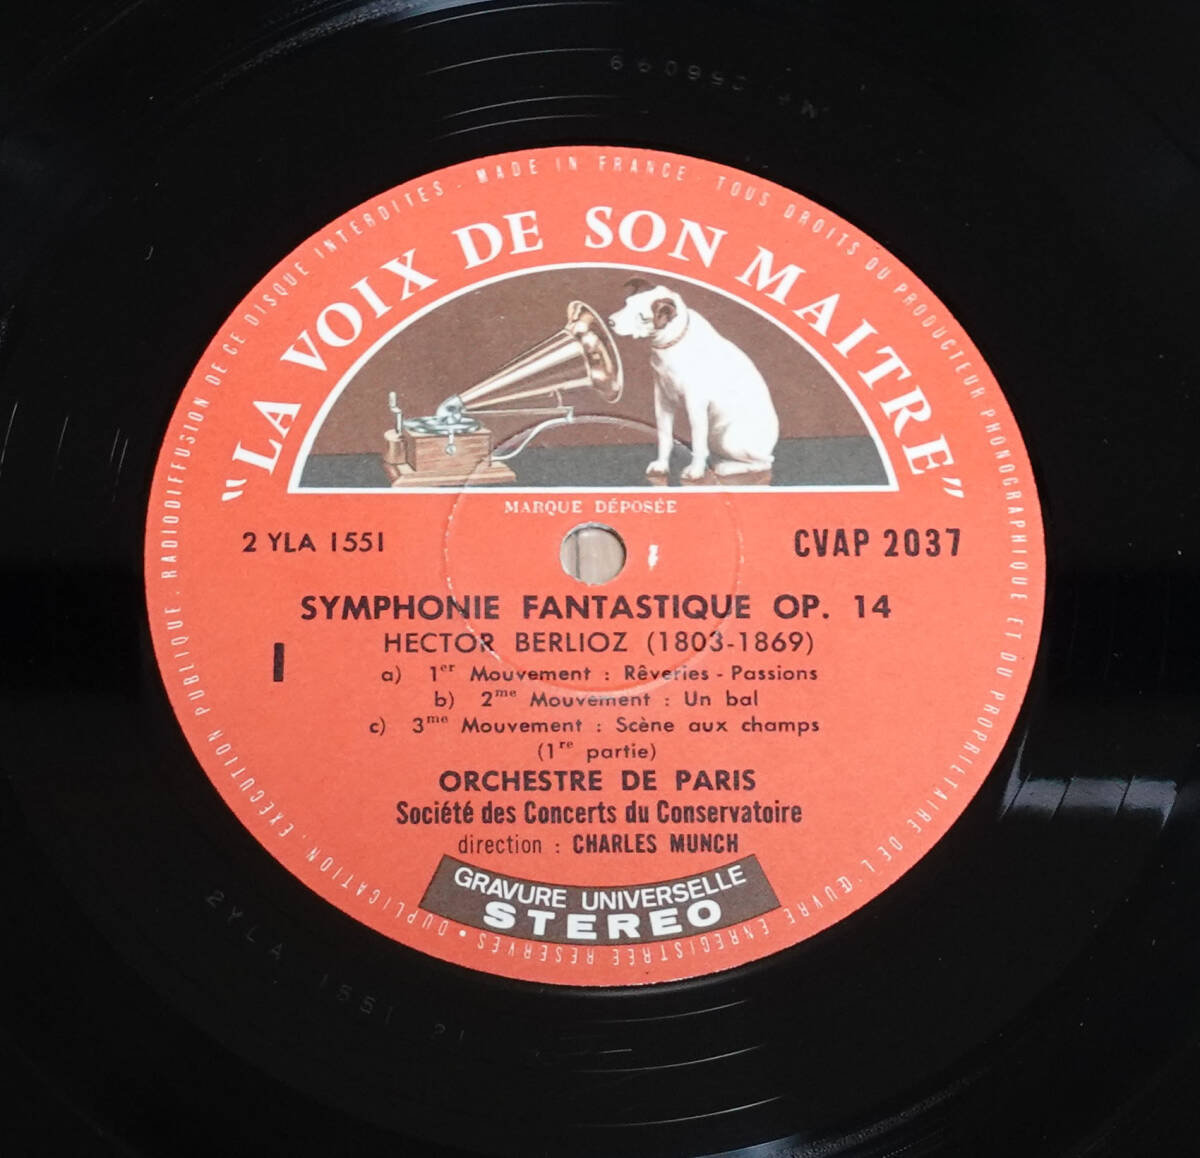 MADE IN FRANCE - TOUS DROITS DU PRODUCTEUR PHONOGRAPHIQUE ET DU PROPRIETAIRE DE L'ŒUVRE ENREGISTRÉE RÉSERVÉS • DUPLICATION, EXÉCUTION PUBLIQUE, RADIODIFFUSION DE CE DISQUE INTERDITES -
"LA VOIX DE SON MAITRE"
MARQUE DÉPOSÉE
2 YLA 1551
CVAP 2037
SYMPHONIE FANTASTIQUE OP. 14
HECTOR BERLIOZ (1803-1869)
I
a) 1er Mouvement : Rêveries - Passions
b) 2me Mouvement : Un bal
c) 3me Mouvement : Scène aux champs
(1re partie)
ORCHESTRE DE PARIS
Société des Concerts du Conservatoire
direction : CHARLES MUNCH
GRAVURE UNIVERSELLE
STEREO
2YLA 1551 21